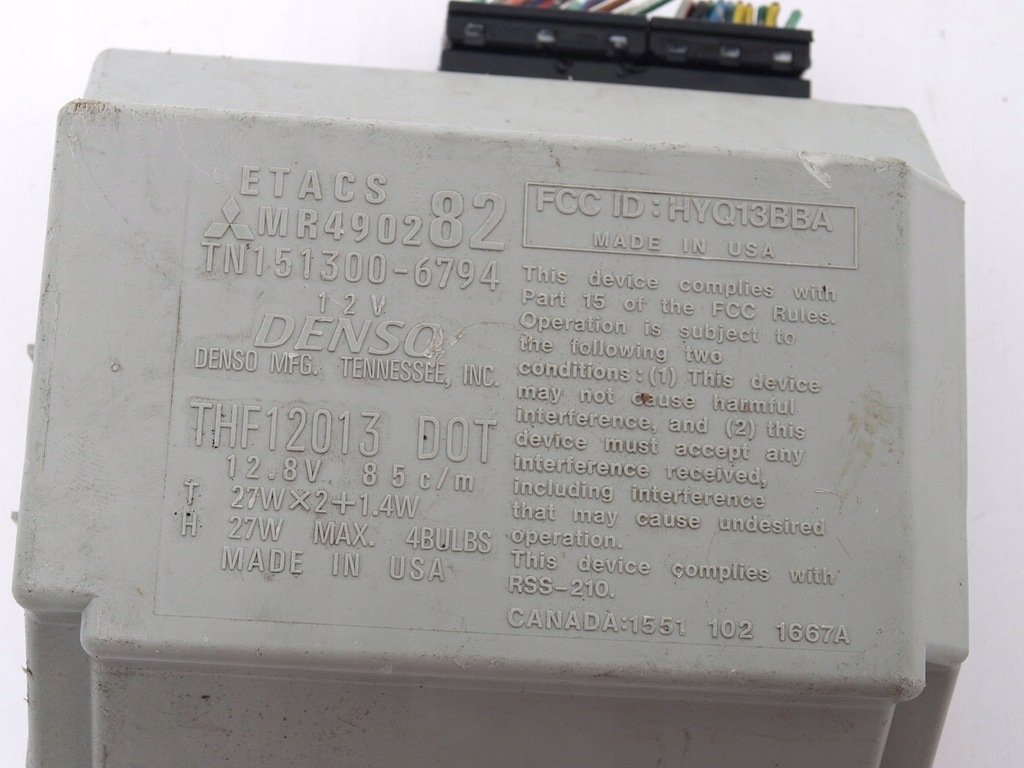 ETACS
MR490282
TN151300-6794
12V
DENSO
DENSO MFG. TENNESSEE, INC.
THF12013 DOT
12.8V 85c/m
T 27W×2+1.4W
H 27W MAX. 4BULBS
MADE IN USA
FCC ID : HYQ13BBA
MADE IN USA
This device complies with
Part 15 of the FCC Rules.
Operation is subject to
the following two
conditions: (1) This device
may not cause harmful
interference, and (2) this
device must accept any
interference received,
including interference
that may cause undesired
operation.
This device complies with
RSS-210.
CANADA:1551 102 1667A